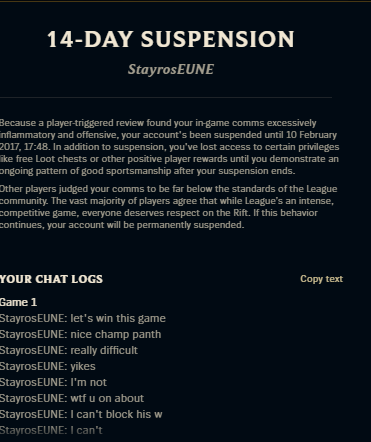 14-DAY SUSPENSION
StayrosEUNE
Because a player-triggered review found your in-game comms excessively
inflammatory and offensive, your account's been suspended until 10 February
2017, 17:48. In addition to suspension, you've lost access to certain privileges
like free Loot chests or other positive player rewards until you demonstrate an
ongoing pattern of good sportsmanship after your suspension ends.
Other players judged your comms to be far below the standards of the League
community. The vast majority of players agree that while League's an intense,
competitive game, everyone deserves respect on the Rift. If this behavior
continues, your account will be permanently suspended.
YOUR CHAT LOGS
Copy text
Game 1
StayrosEUNE: let's win this game
StayrosEUNE: nice champ panth
StayrosEUNE: really difficult
StayrosEUNE: yikes
StayrosEUNE: I'm not
StayrosEUNE: wtf u on about
StayrosEUNE: I can't block his w
StayrosEUNE: I can't